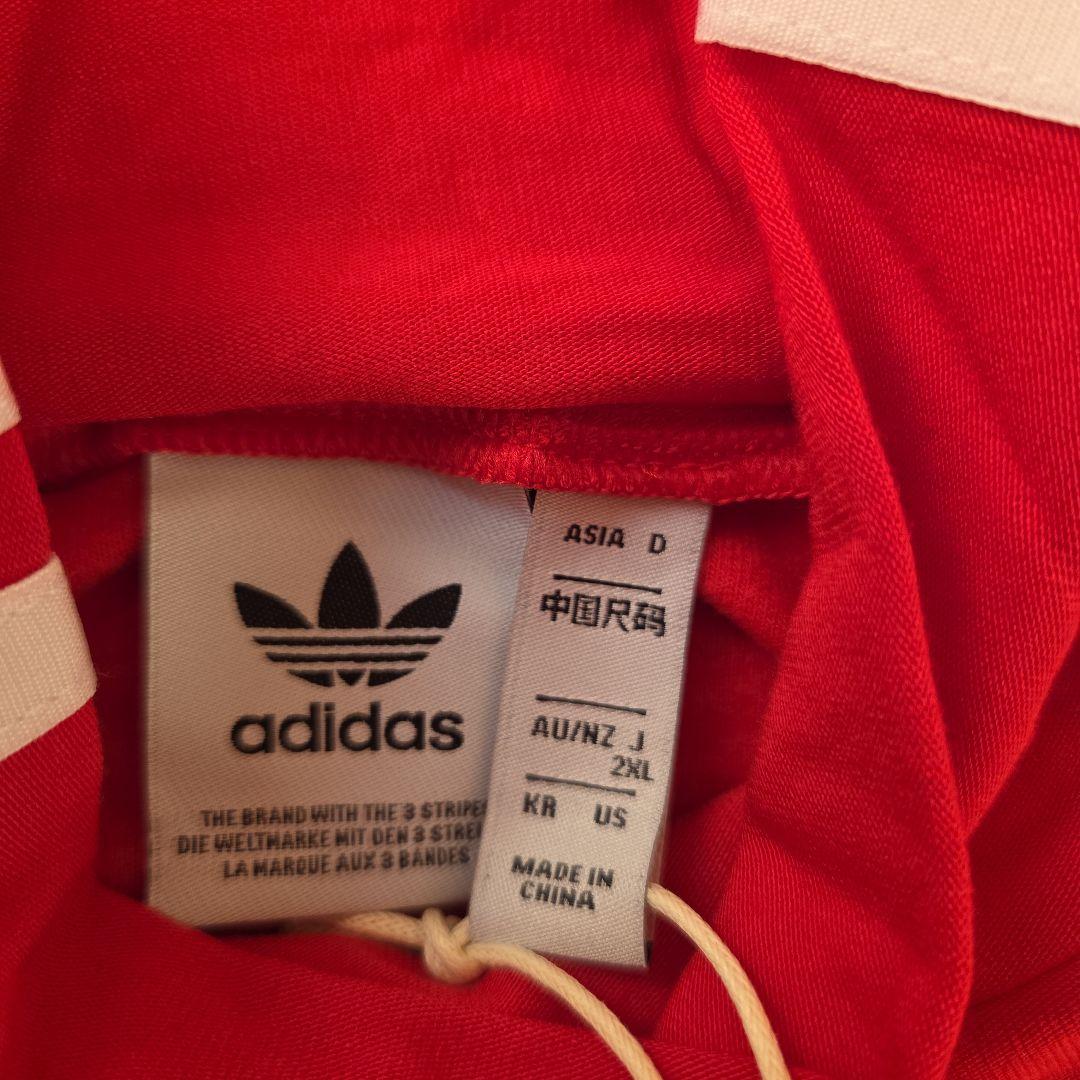 adidas
THE BRAND WITH THE 3 STRIPES
DIE WELTMARKE MIT DEN 3
LA MARQUE AUX 3 BANDES
ASIA D
中国尺码
AU/NZ J
2XL
KR US
MADE IN
CHINA